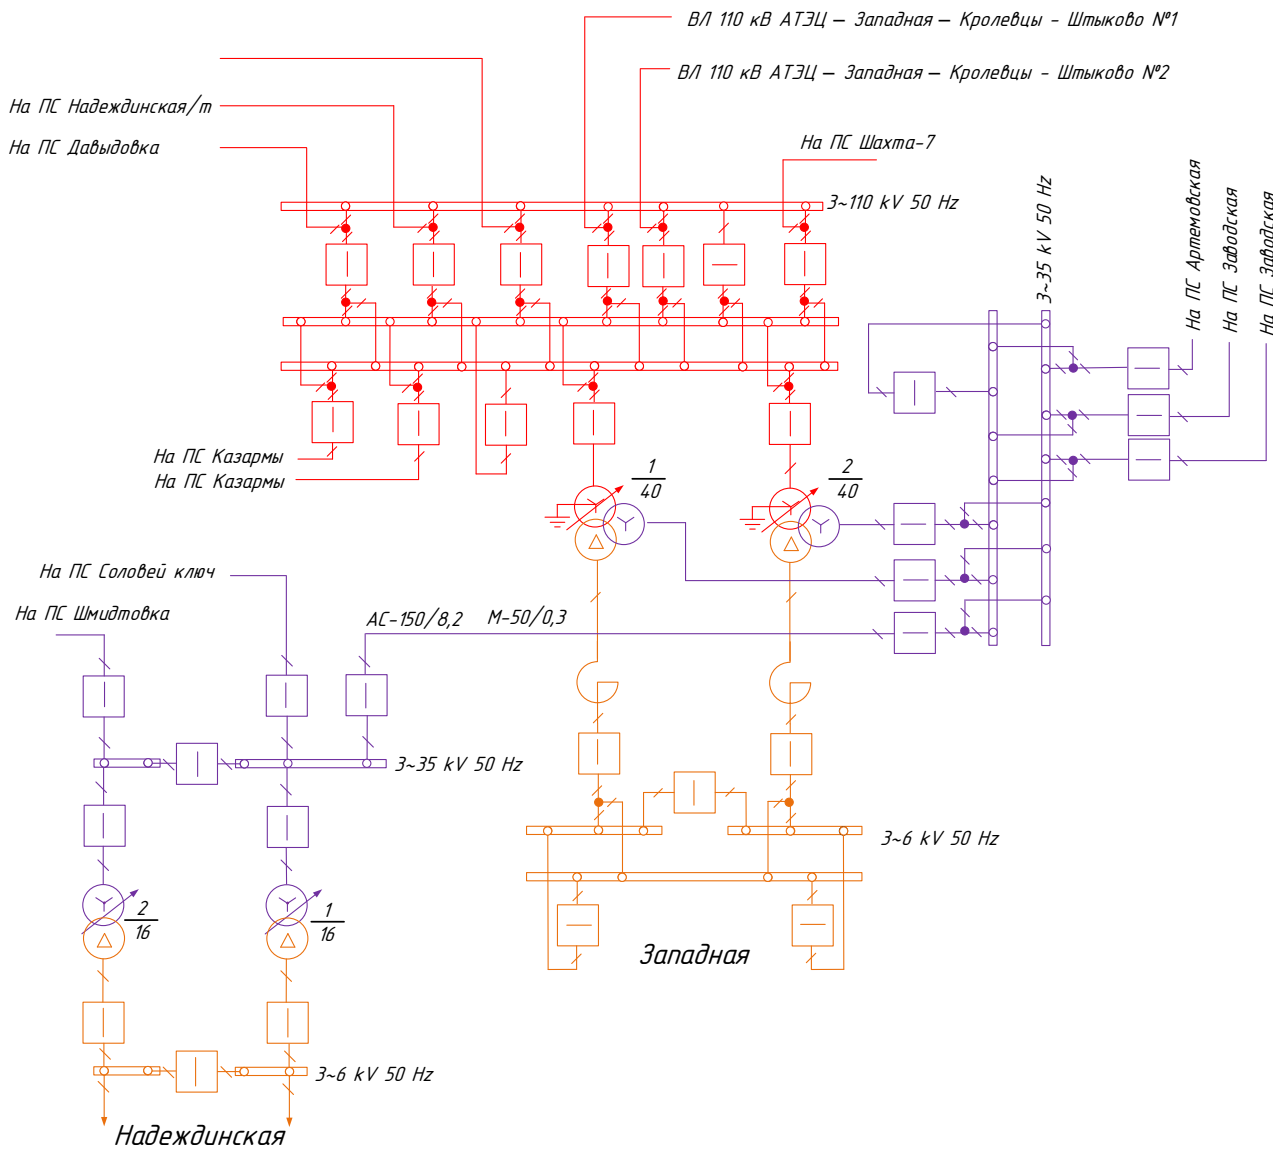 ВЛ 110 кВ АТЭЦ – Западная – Кролевцы - Штыково №1
ВЛ 110 кВ АТЭЦ – Западная – Кролевцы - Штыково №2
На ПС Надеждинская/т
На ПС Давыдовка
На ПС Шахта-7
3~110 kV 50 Hz
3~35 kV 50 Hz
На ПС Артемовская
На ПС Заводская
На ПС Заводская
На ПС Казармы
На ПС Казармы
1
40
2
40
На ПС Соловей ключ
На ПС Шмидтовка
АС-150/8,2
М-50/0,3
3~35 kV 50 Hz
3~6 kV 50 Hz
2
16
1
16
Западная
3~6 kV 50 Hz
Надеждинская